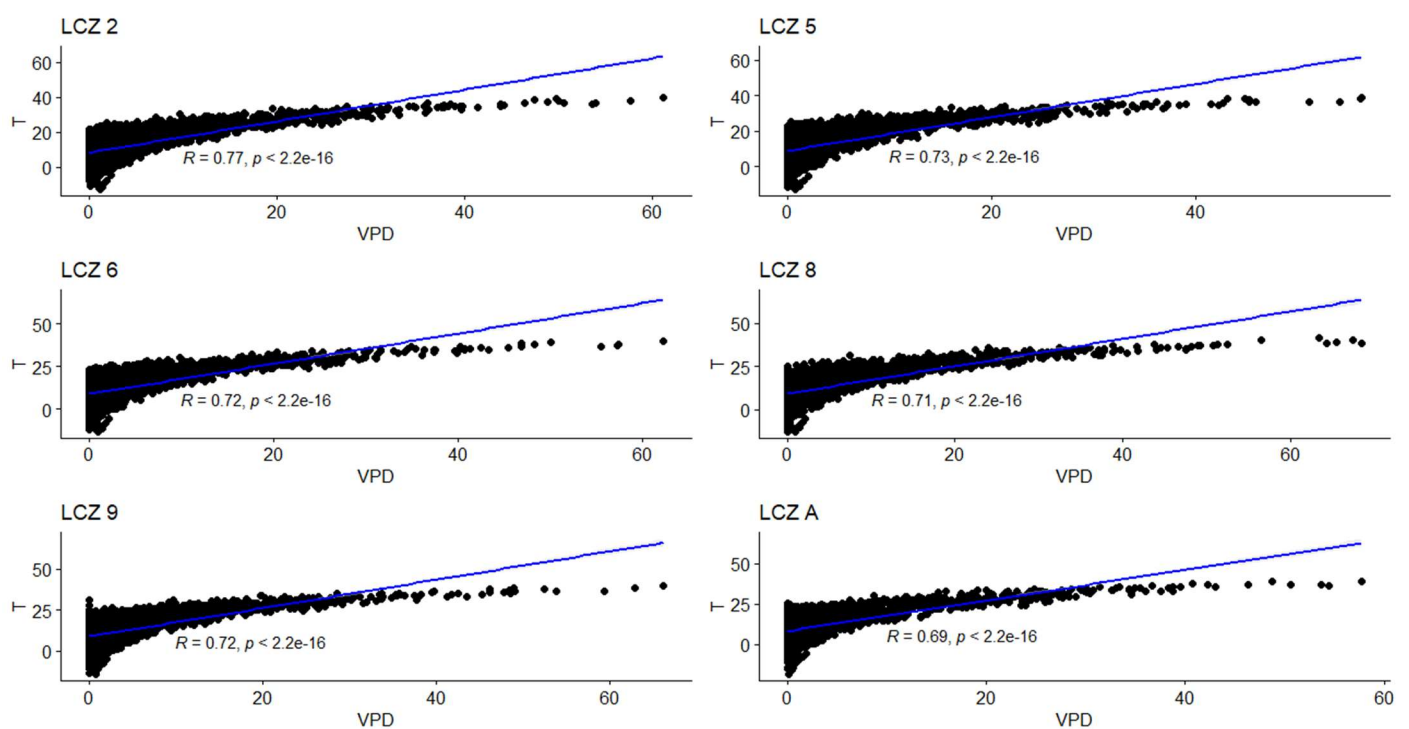 LCZ 2
60
40
20
0
T
R = 0.77, p < 2.2e-16
0 20 40 60
VPD
LCZ 5
60
40
20
0
T
R = 0.73, p < 2.2e-16
0 20 40
VPD
LCZ 6
50
25
0
T
R = 0.72, p < 2.2e-16
0 20 40 60
VPD
LCZ 8
50
25
0
T
R = 0.71, p < 2.2e-16
0 20 40 60
VPD
LCZ 9
50
25
0
T
R = 0.72, p < 2.2e-16
0 20 40 60
VPD
LCZ A
50
25
0
T
R = 0.69, p < 2.2e-16
0 20 40 60
VPD